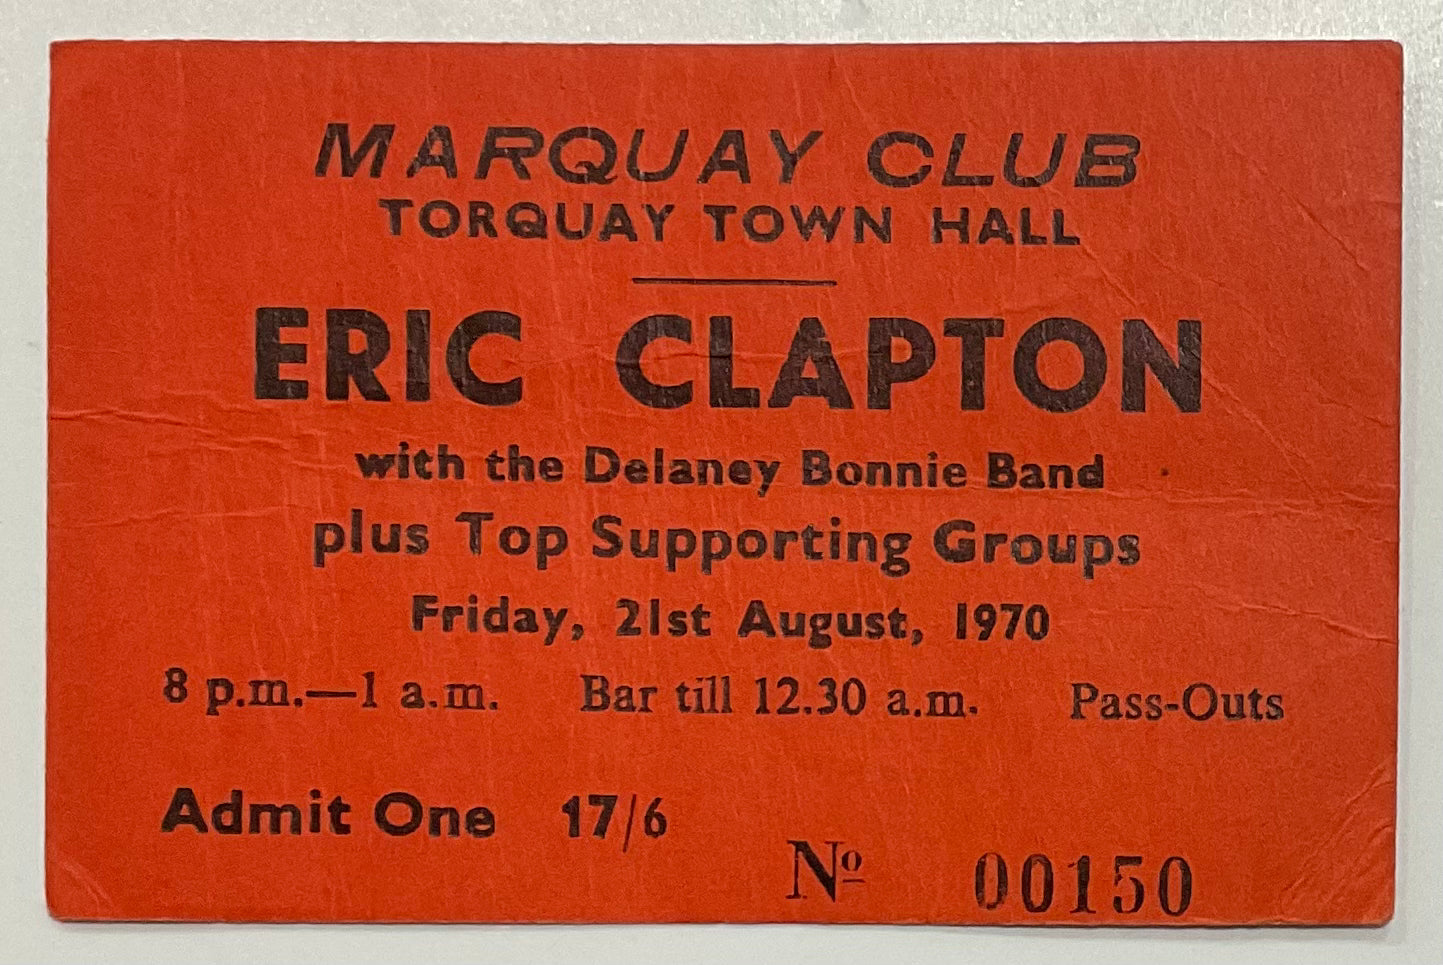 MARQUAY CLUB
TORQUAY TOWN HALL
ERIC CLAPTON
with the Delaney Bonnie Band
plus Top Supporting Groups
Friday, 21st August, 1970
8 p.m.—1 a.m. Bar till 12.30 a.m. Pass-Outs
Admit One 17/6
Nº 00150